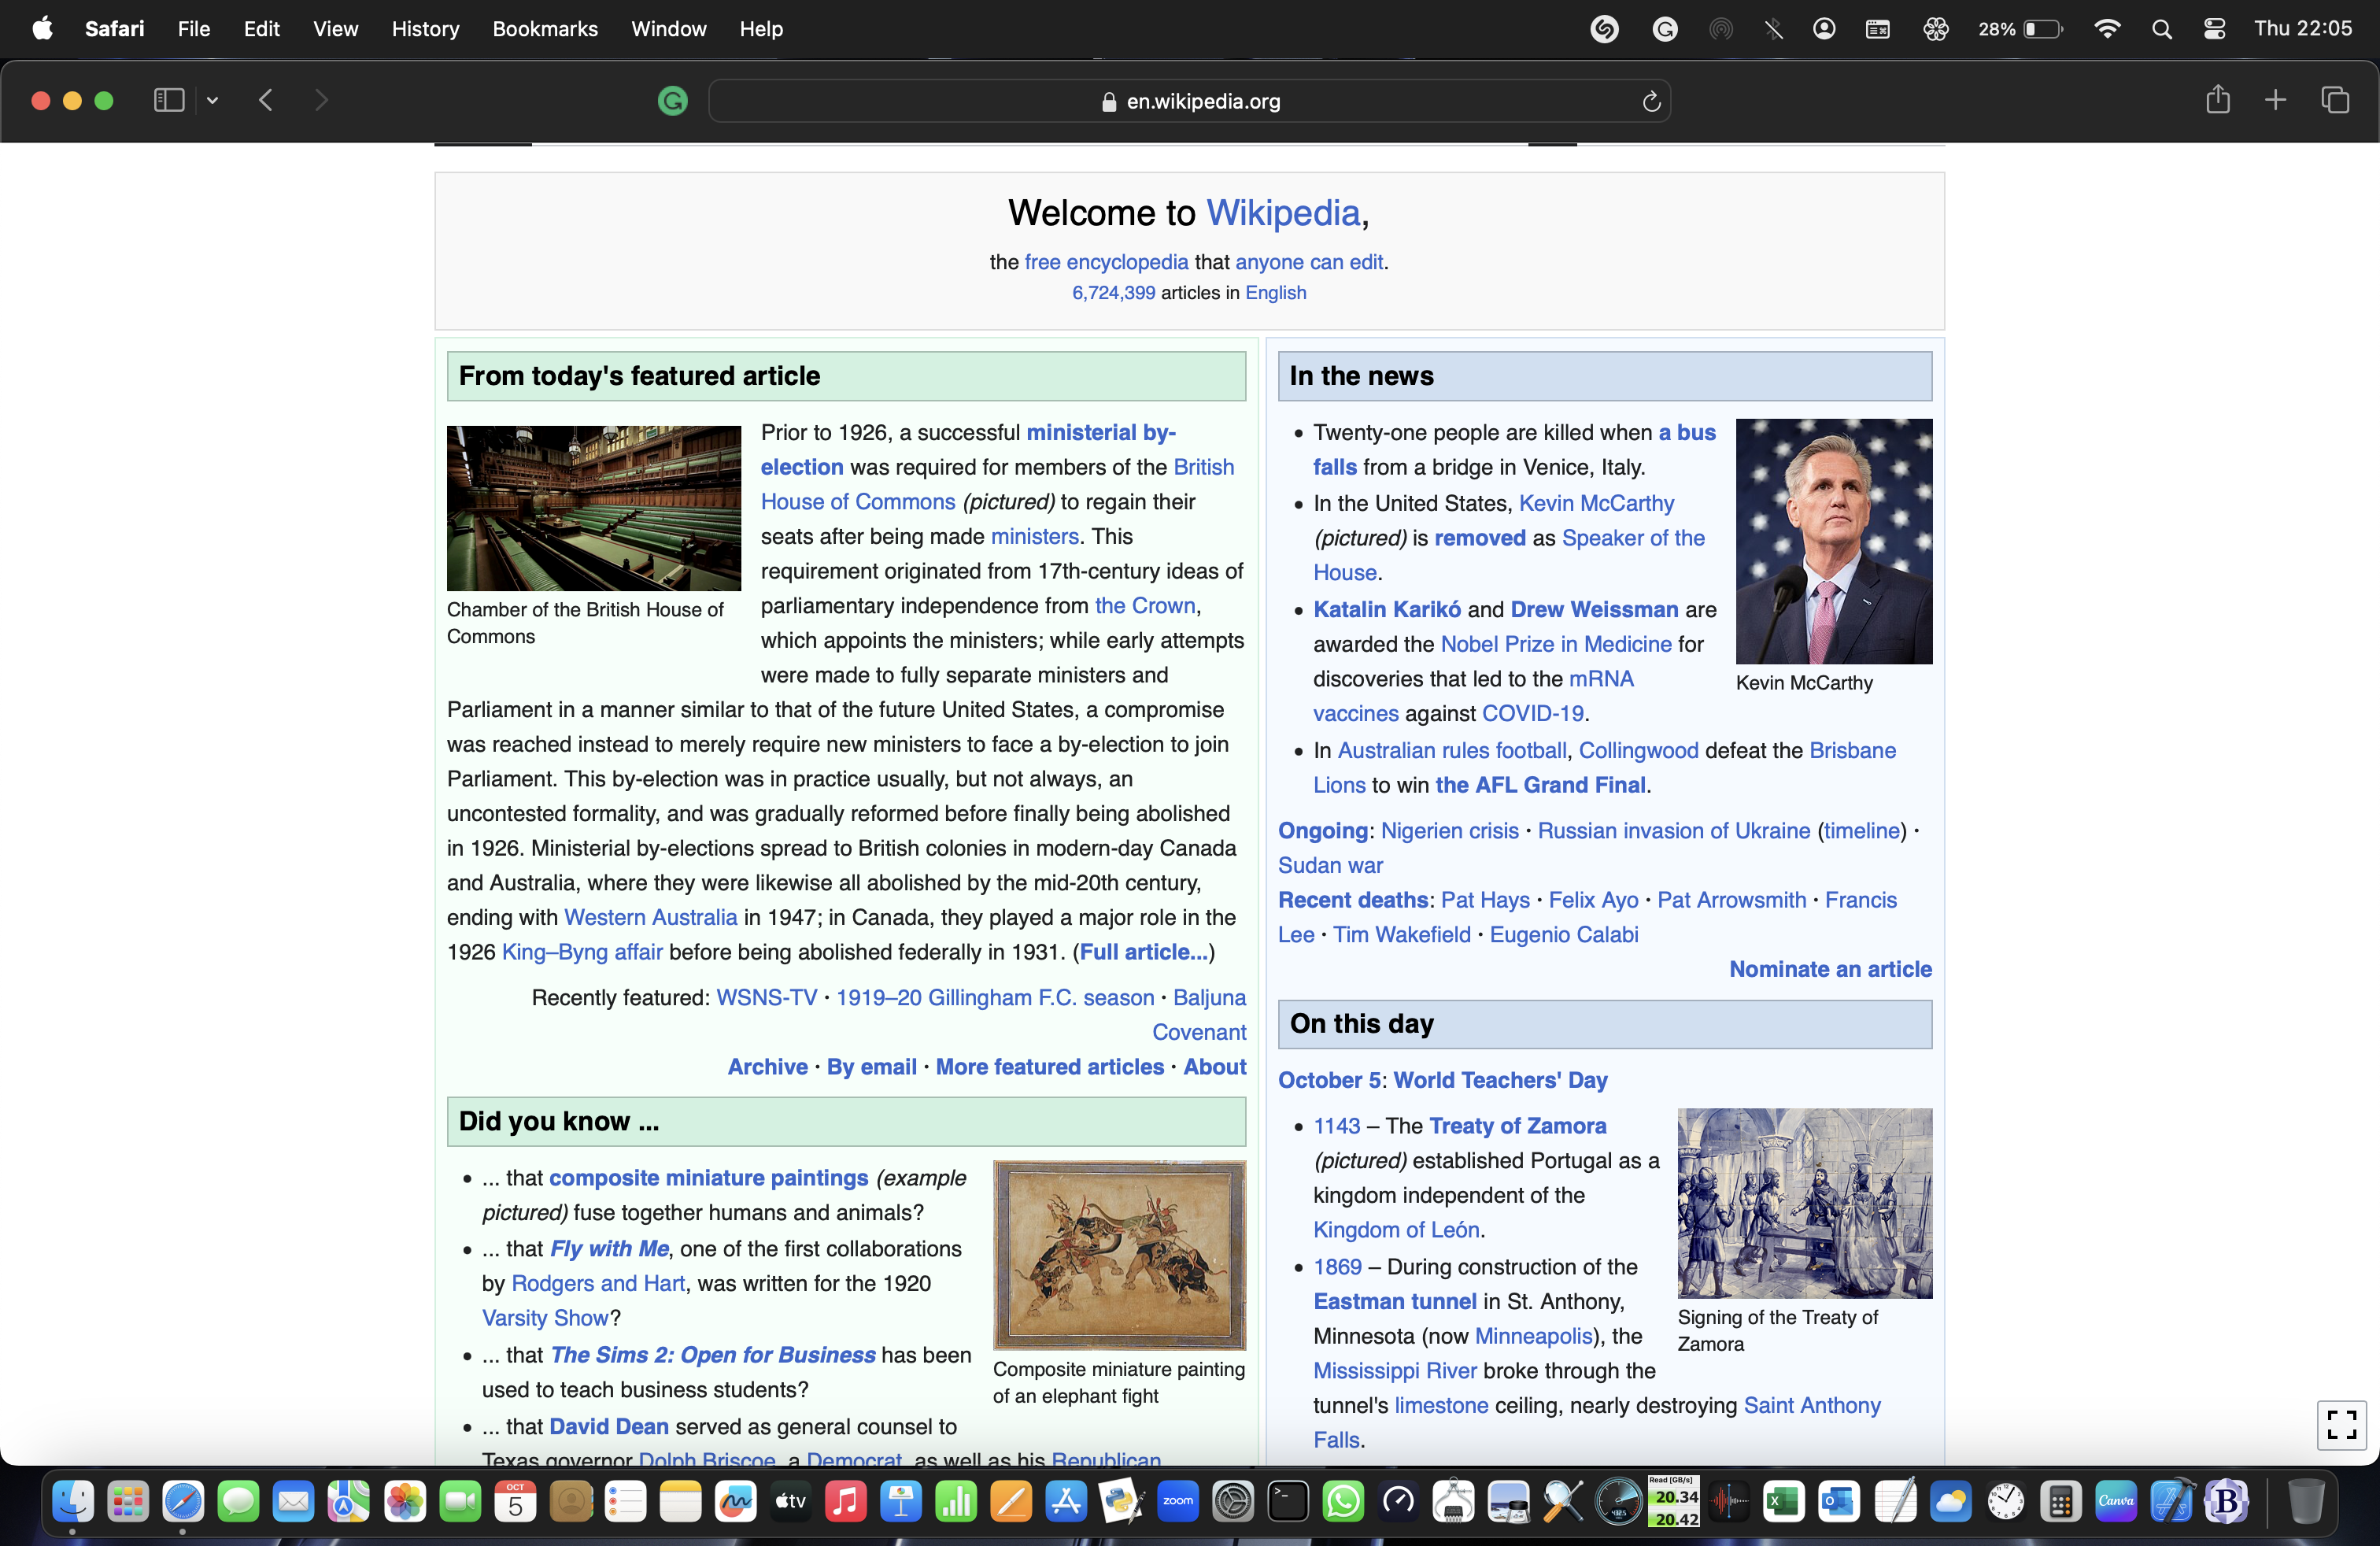 Safari File Edit View History Bookmarks Window Help 28% Thu 22:05
en.wikipedia.org
Welcome to Wikipedia,
the free encyclopedia that anyone can edit.
6,724,399 articles in English
From today's featured article
Chamber of the British House of
Commons
Prior to 1926, a successful ministerial by-
election was required for members of the British
House of Commons (pictured) to regain their
seats after being made ministers. This
requirement originated from 17th-century ideas of
parliamentary independence from the Crown,
which appoints the ministers; while early attempts
were made to fully separate ministers and
Parliament in a manner similar to that of the future United States, a compromise
was reached instead to merely require new ministers to face a by-election to join
Parliament. This by-election was in practice usually, but not always, an
uncontested formality, and was gradually reformed before finally being abolished
in 1926. Ministerial by-elections spread to British colonies in modern-day Canada
and Australia, where they were likewise all abolished by the mid-20th century,
ending with Western Australia in 1947; in Canada, they played a major role in the
1926 King–Byng affair before being abolished federally in 1931. (Full article...)
Recently featured: WSNS-TV · 1919–20 Gillingham F.C. season · Baljuna
Covenant
Archive · By email · More featured articles · About
Did you know ...
... that composite miniature paintings (example
pictured) fuse together humans and animals?
... that Fly with Me, one of the first collaborations
by Rodgers and Hart, was written for the 1920
Varsity Show?
... that The Sims 2: Open for Business has been
used to teach business students?
... that David Dean served as general counsel to
Texas governor Dolph Briscoe, a Democrat, as well as his Republican
Composite miniature painting
of an elephant fight
In the news
Twenty-one people are killed when a bus
falls from a bridge in Venice, Italy.
In the United States, Kevin McCarthy
(pictured) is removed as Speaker of the
House.
Katalin Karikó and Drew Weissman are
awarded the Nobel Prize in Medicine for
discoveries that led to the mRNA
vaccines against COVID-19.
In Australian rules football, Collingwood defeat the Brisbane
Lions to win the AFL Grand Final.
Kevin McCarthy
Ongoing: Nigerien crisis · Russian invasion of Ukraine (timeline) ·
Sudan war
Recent deaths: Pat Hays · Felix Ayo · Pat Arrowsmith · Francis
Lee · Tim Wakefield · Eugenio Calabi
Nominate an article
On this day
October 5: World Teachers' Day
1143 – The Treaty of Zamora
(pictured) established Portugal as a
kingdom independent of the
Kingdom of León.
1869 – During construction of the
Eastman tunnel in St. Anthony,
Minnesota (now Minneapolis), the
Mississippi River broke through the
tunnel's limestone ceiling, nearly destroying Saint Anthony
Falls.
Signing of the Treaty of
Zamora
OCT
5
tv
zoom
Read [GB/s]
20.34
20.42
Canva
B